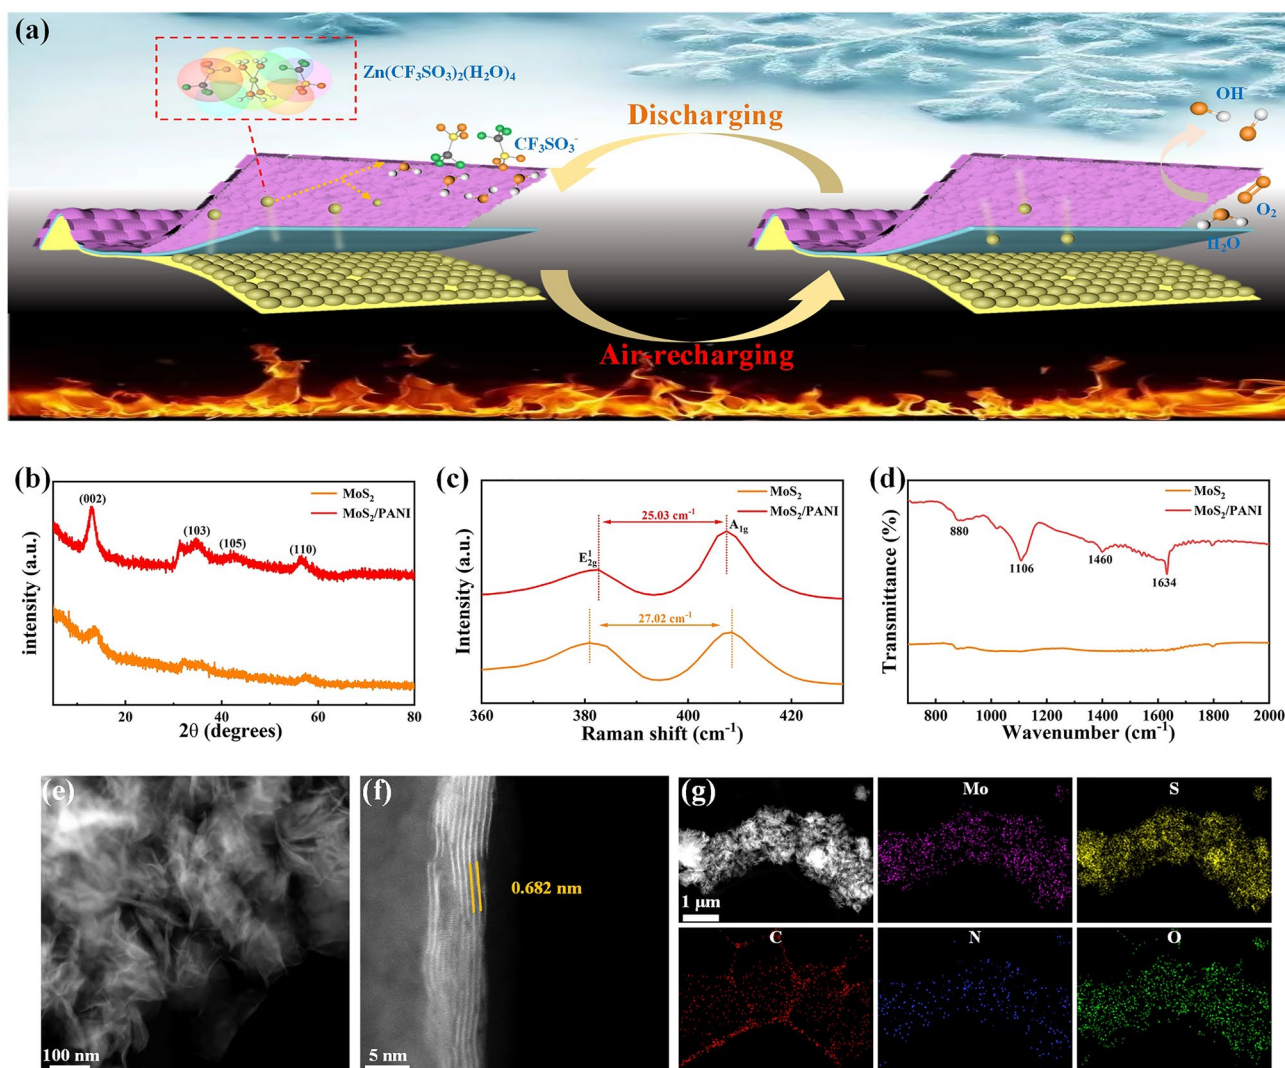 (a)
Zn(CF₃SO₃)₂(H₂O)₄
CF₃SO₃⁻
Discharging
OH⁻
O₂
H₂O
Air-recharging
(b)
MoS₂
MoS₂/PANI
(002)
(103)
(105)
(110)
intensity (a.u.)
20
40
60
80
2θ (degrees)
(c)
MoS₂
MoS₂/PANI
25.03 cm⁻¹
A₁g
E¹₂g
27.02 cm⁻¹
Intensity (a.u.)
360
380
400
420
Raman shift (cm⁻¹)
(d)
MoS₂
MoS₂/PANI
880
1106
1460
1634
Transmittance (%)
800
1000
1200
1400
1600
1800
2000
Wavenumber (cm⁻¹)
(e)
100 nm
(f)
0.682 nm
5 nm
(g)
1 μm
Mo
S
C
N
O